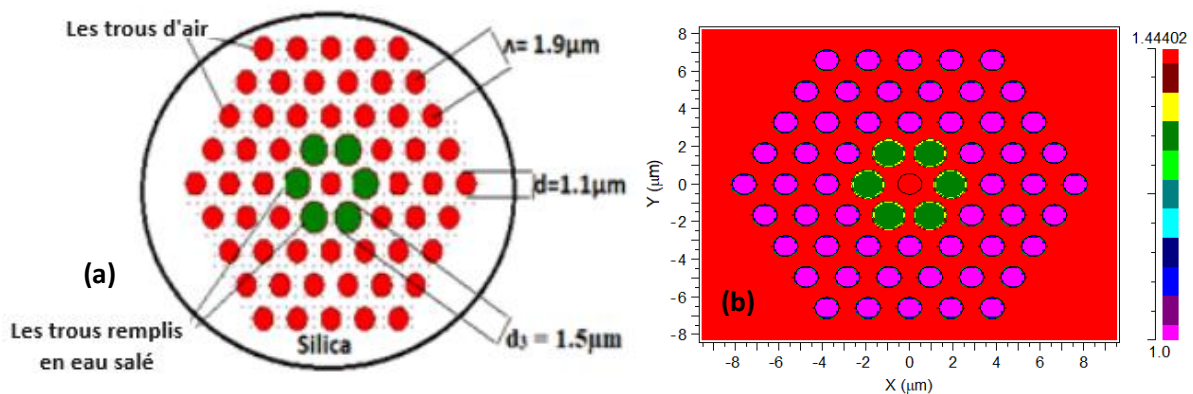 Les trous d'air
Λ= 1.9μm
d=1.1μm
(a)
Les trous remplis
en eau salé
Silica
d₃ = 1.5μm
1.44402
1.0
(b)
Y (μm)
8
6
4
2
0
-2
-4
-6
-8
-8 -6 -4 -2 0 2 4 6 8
X (μm)